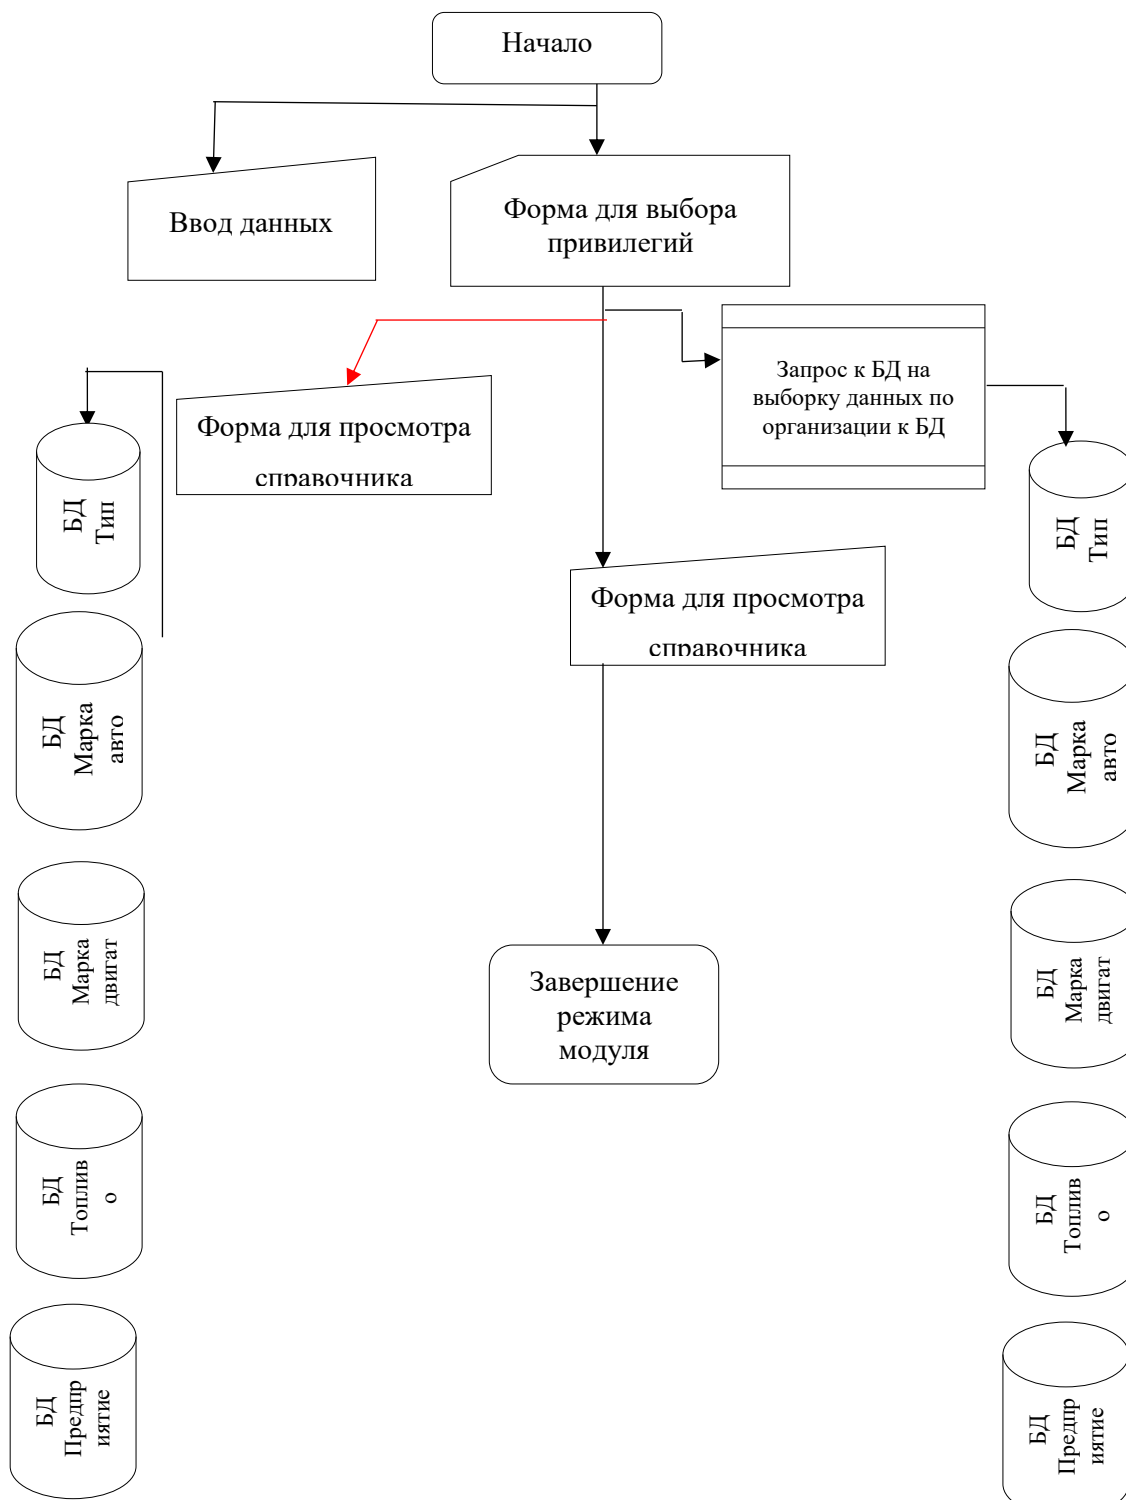 Начало
Ввод данных
Форма для выбора
привилегий
Запрос к БД на
выборку данных по
организации к БД
Форма для просмотра
справочника
БД
Тип
БД
Тип
Форма для просмотра
справочника
БД
Марка
авто
БД
Марка
авто
БД
Марка
двигат
БД
Марка
двигат
Завершение
режима
модуля
БД
Топлив
о
БД
Топлив
о
БД
Предпр
иятие
БД
Предпр
иятие